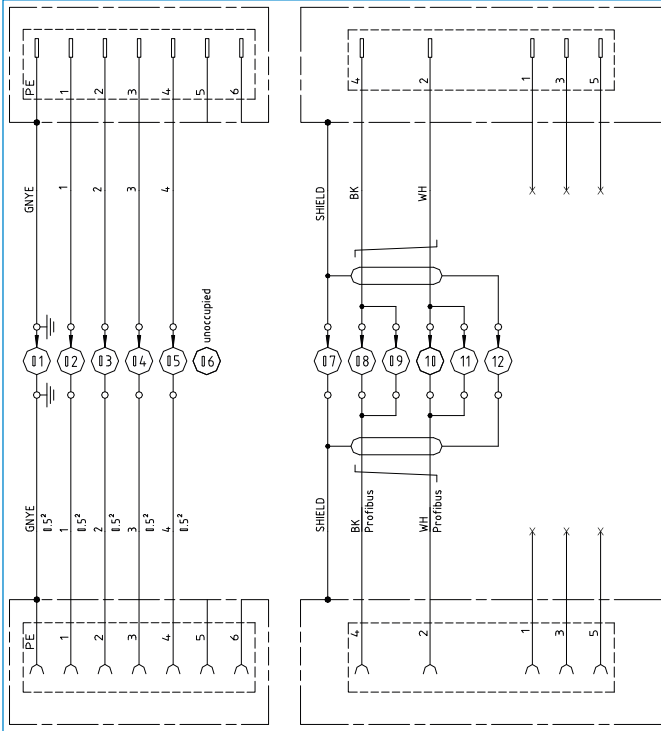 PE 1 2 3 4 5 6
4 2 1 3 5
GNYE 1 2 3 4
SHIELD BK WH
unoccupied
01 02 03 04 05 06
07 08 09 10 11 12
GNYE 1 2 3 4
0.5² 0.5² 0.5² 0.5² 0.5²
SHIELD BK WH
Profibus Profibus
PE 1 2 3 4 5 6
4 2 1 3 5